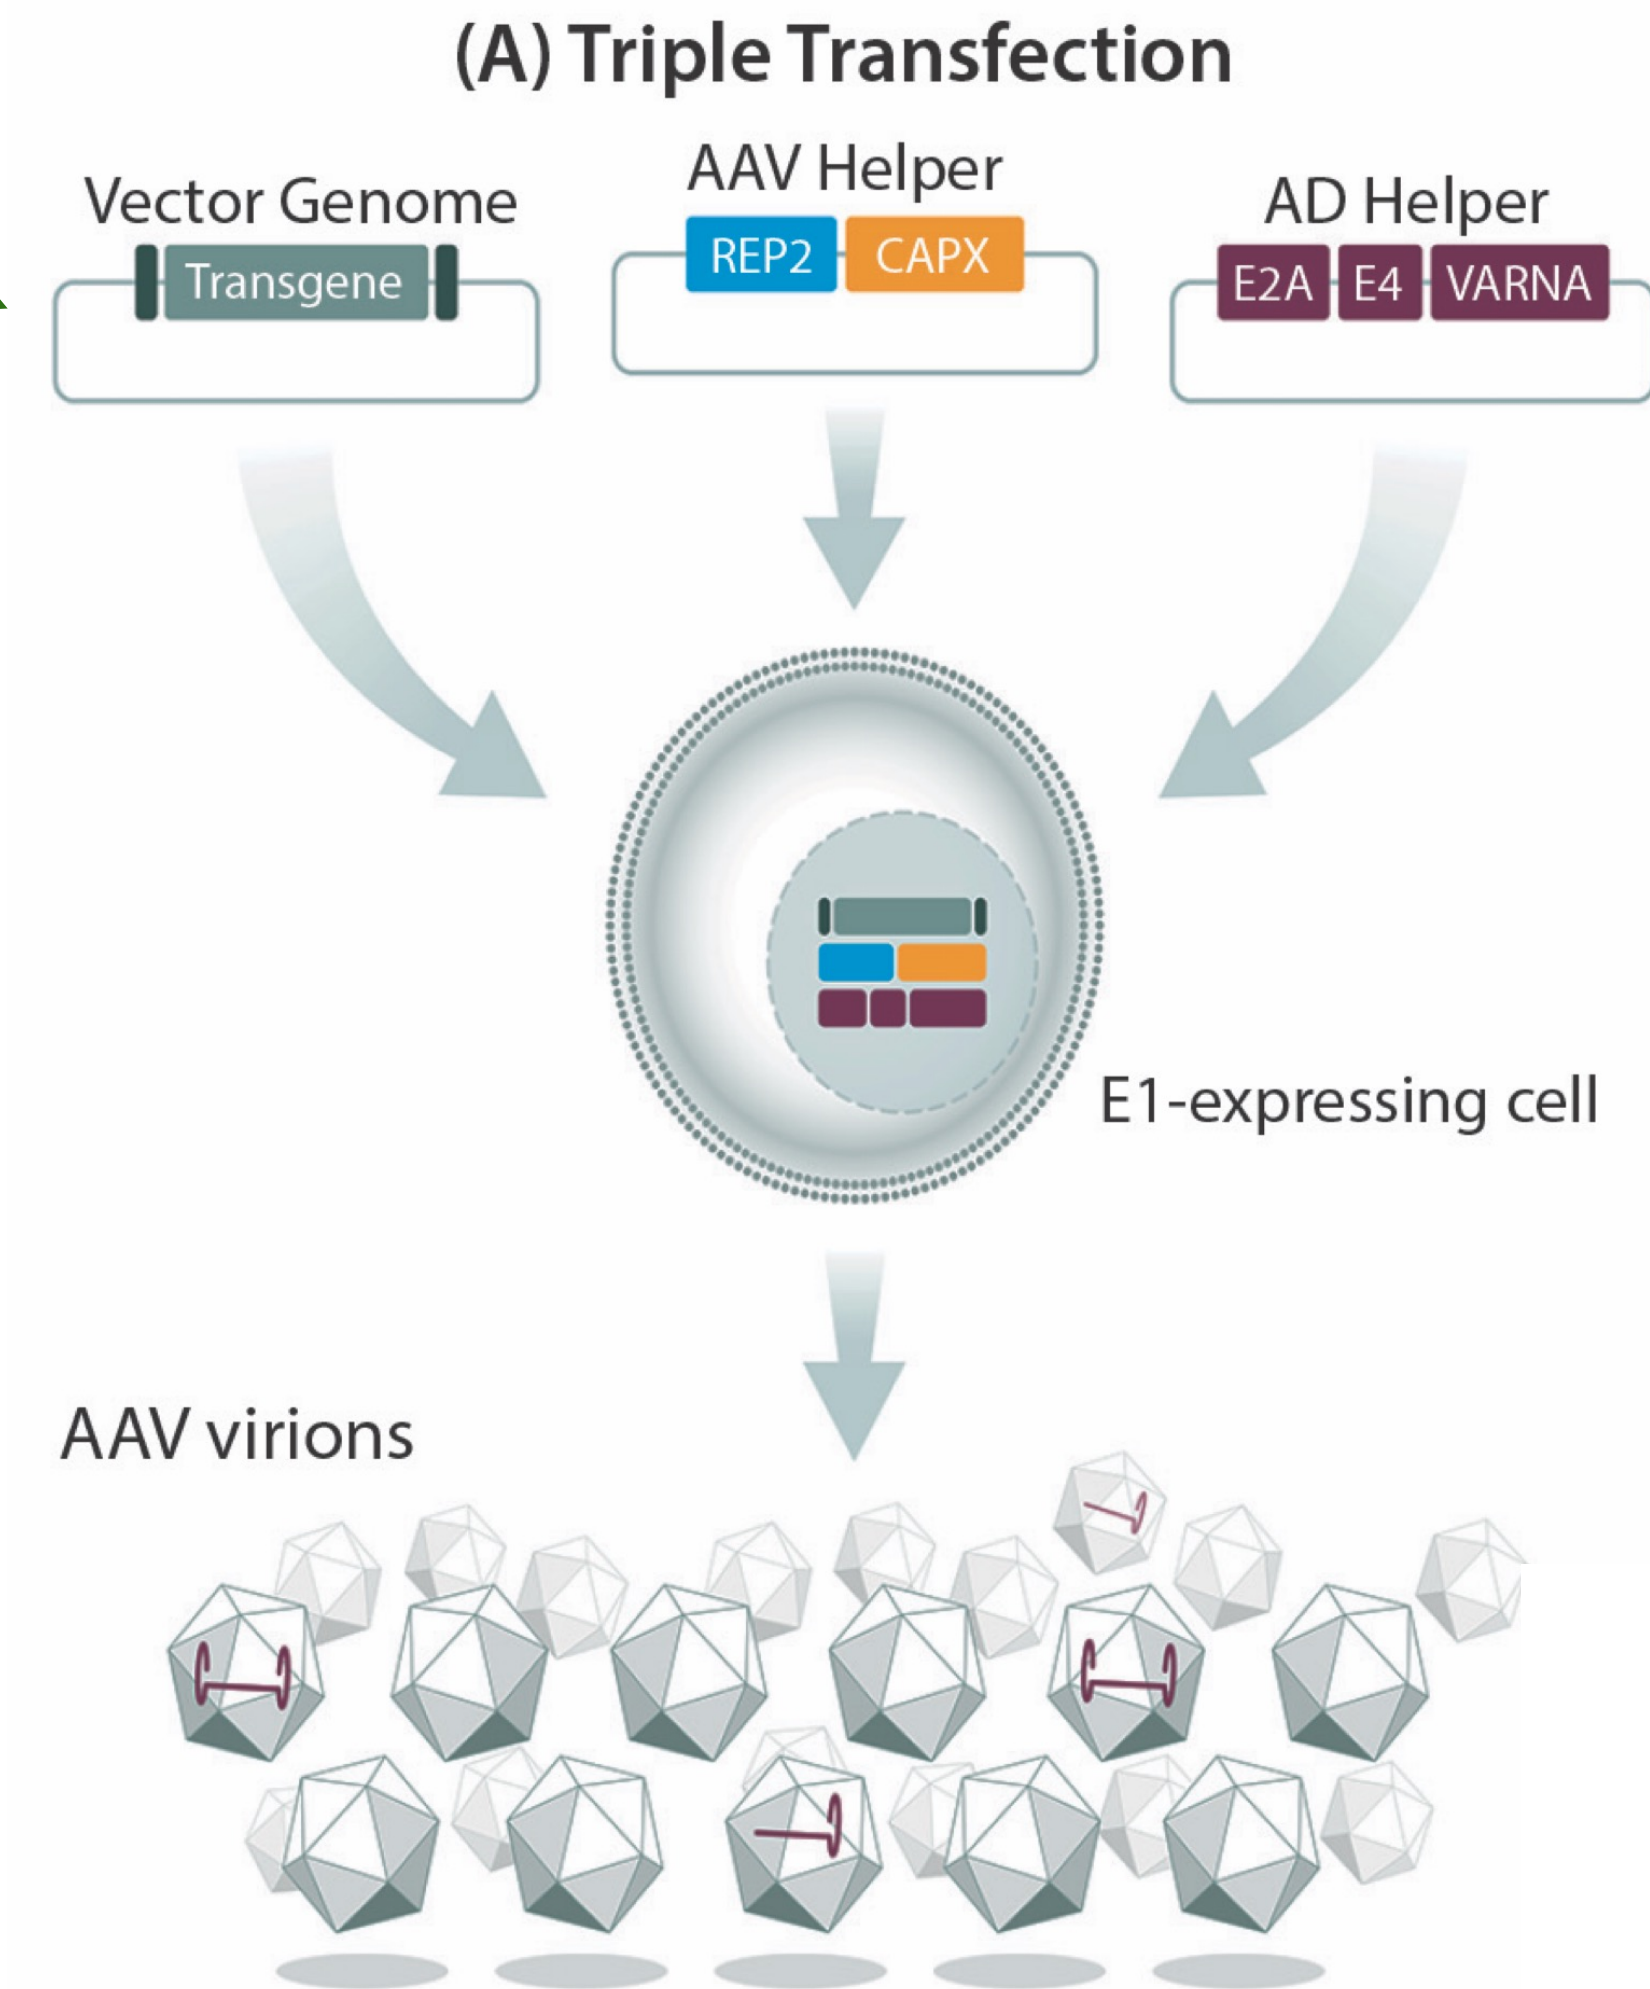 (A) Triple Transfection
Vector Genome
Transgene
AAV Helper
REP2 CAPX
AD Helper
E2A E4 VARNA
E1-expressing cell
AAV virions